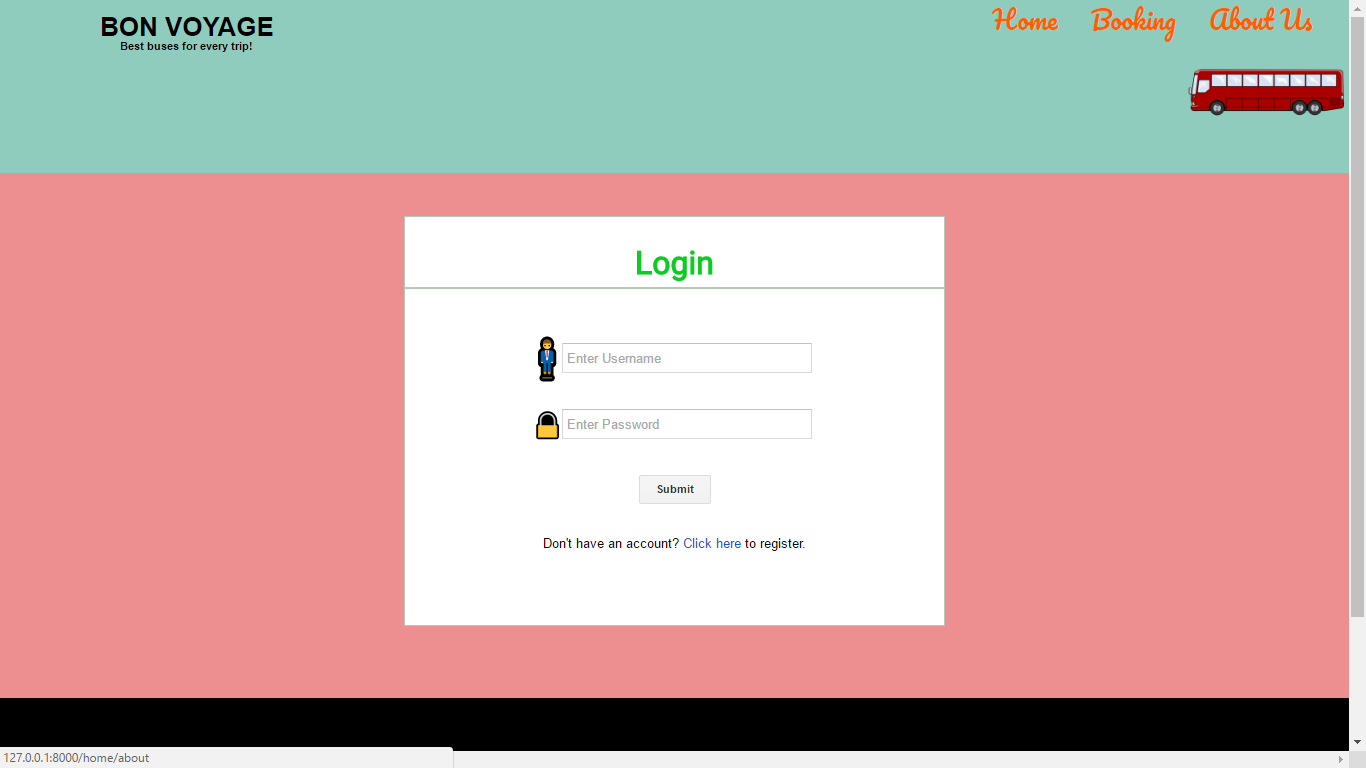 BON VOYAGE
Best buses for every trip!
Home Booking About Us
Login
Enter Username
Enter Password
Submit
Don't have an account? Click here to register.
127.0.0.1:8000/home/about